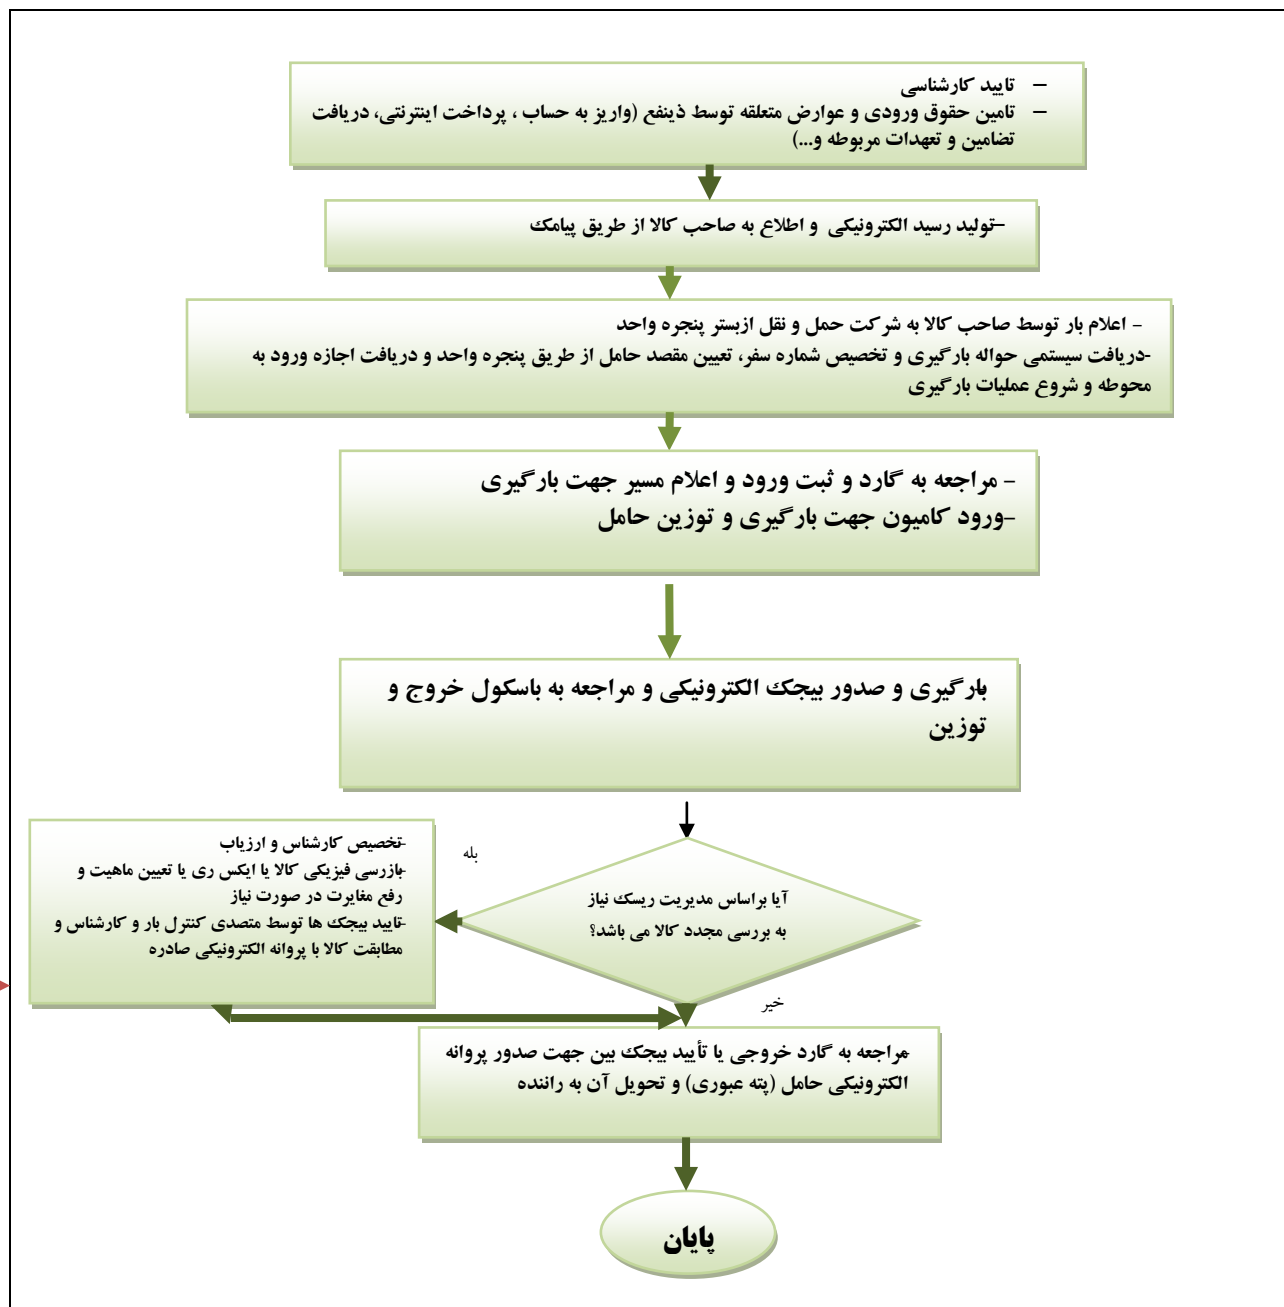 – تایید کارشناسی
– تامین حقوق ورودی و عوارض متعلقه توسط ذینفع (واریز به حساب ، پرداخت اینترنتی، دریافت
تضامین و تعهدات مربوطه و...)
–تولید رسید الکترونیکی و اطلاع به صاحب کالا از طریق پیامک
– اعلام بار توسط صاحب کالا به شرکت حمل و نقل ازبستر پنجره واحد
-دریافت سیستمی حواله بارگیری و تخصیص شماره سفر، تعیین مقصد حامل از طریق پنجره واحد و دریافت اجازه ورود به
محوطه و شروع عملیات بارگیری
– مراجعه به گارد و ثبت ورود و اعلام مسیر جهت بارگیری
–ورود کامیون جهت بارگیری و توزین حامل
بارگیری و صدور بیجک الکترونیکی و مراجعه به باسکول خروج و
توزین
آیا براساس مدیریت ریسک نیاز
به بررسی مجدد کالا می باشد؟
بله
-تخصیص کارشناس و ارزیاب
-بازرسی فیزیکی کالا یا ایکس ری یا تعیین ماهیت و
رفع مغایرت در صورت نیاز
-تایید بیجک ها توسط متصدی کنترل بار و کارشناس و
مطابقت کالا با پروانه الکترونیکی صادره
خیر
-مراجعه به گارد خروجی یا تأیید بیجک بین جهت صدور پروانه
الکترونیکی حامل (پته عبوری) و تحویل آن به راننده
پایان